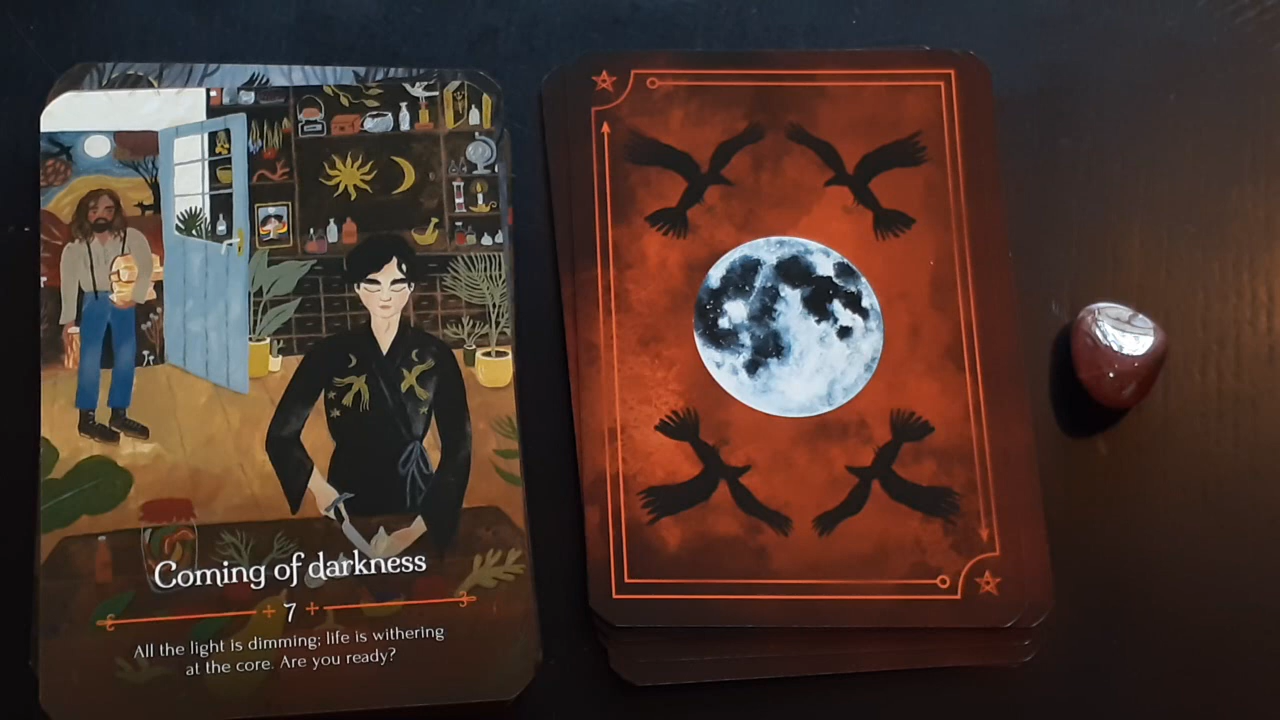 Coming of darkness
7
All the light is dimming; life is withering
at the core. Are you ready?